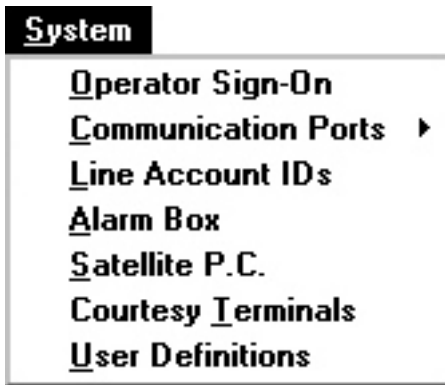 System
Operator Sign-On
Communication Ports
Line Account IDs
Alarm Box
Satellite P.C.
Courtesy Terminals
User Definitions